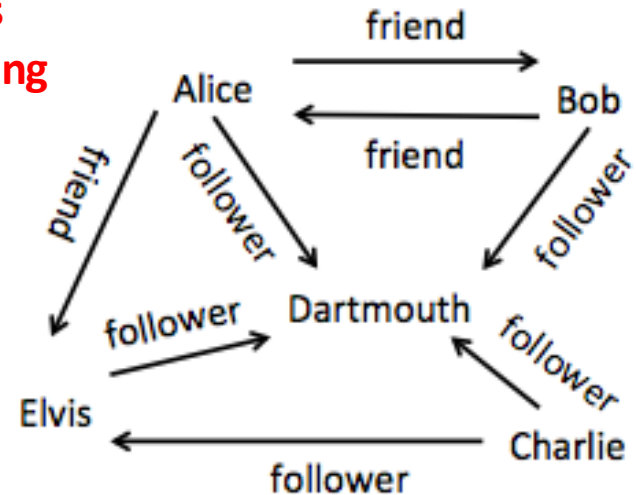 s
ng
friend
Alice
Bob
friend
friend
follower
follower
Dartmouth
follower
follower
Elvis
Charlie
follower